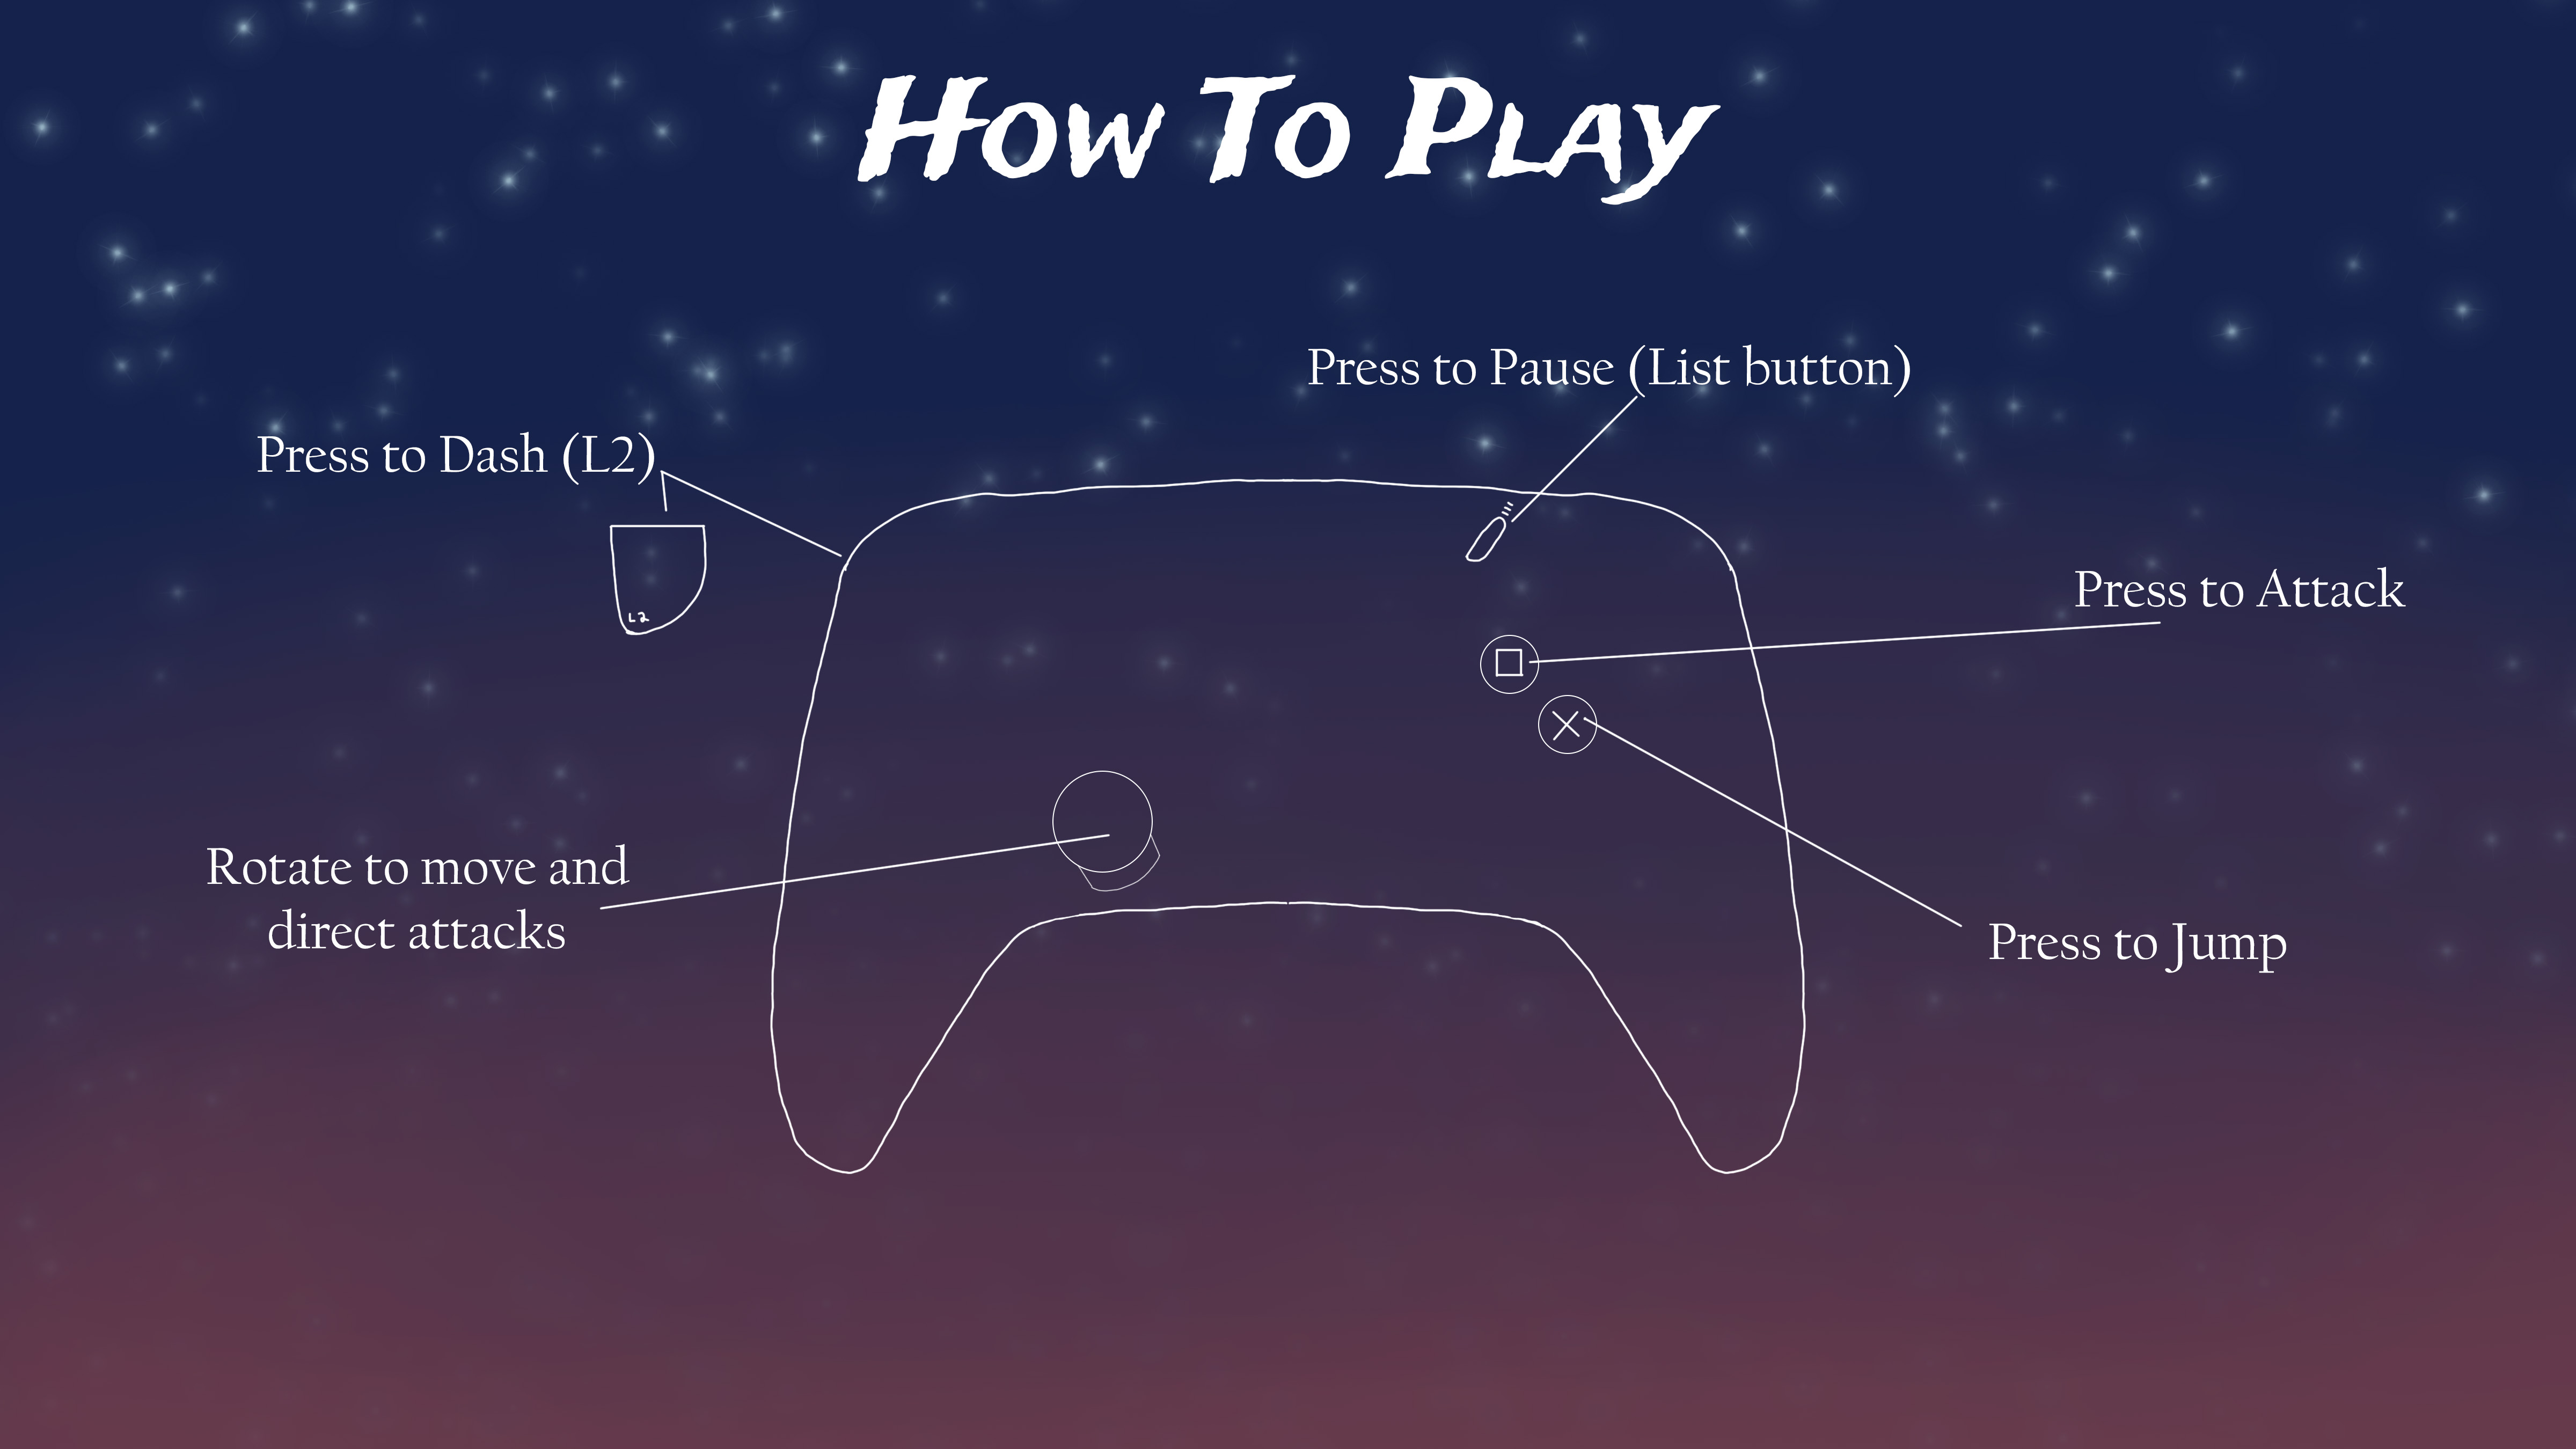 How To Play
Press to Pause (List button)
Press to Dash (L2)
L2
Press to Attack
Rotate to move and
direct attacks
Press to Jump